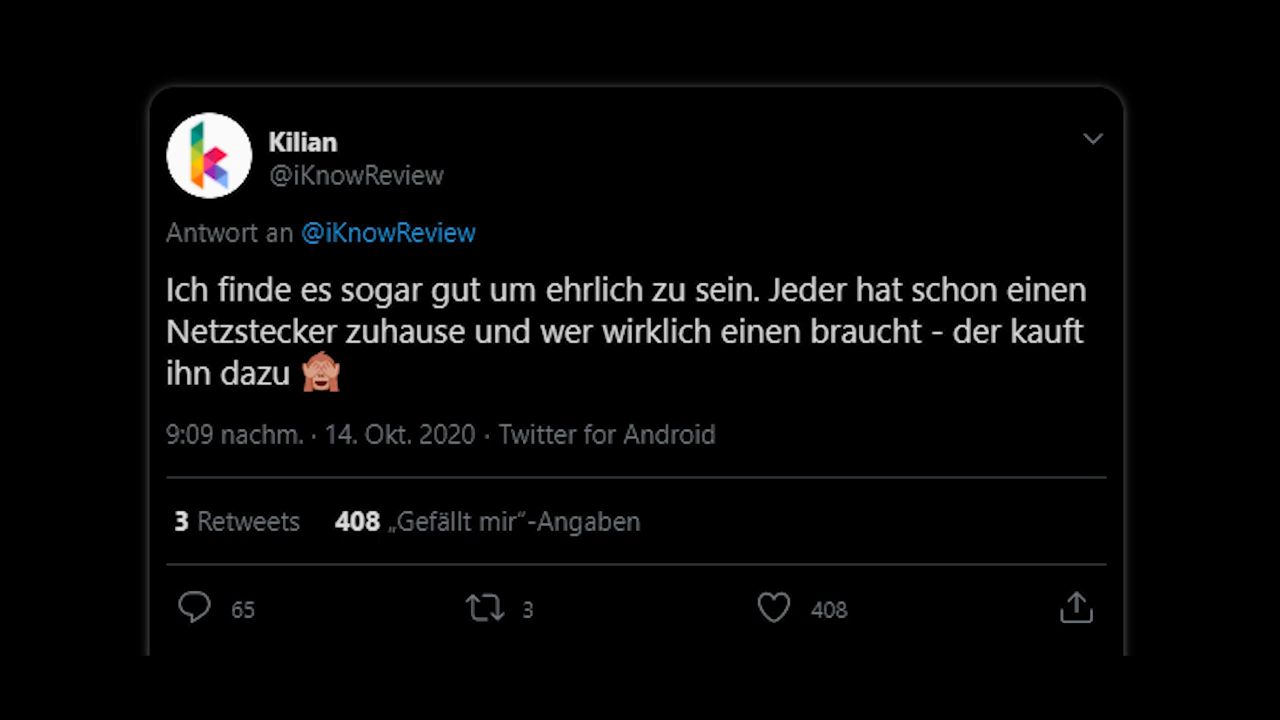 Kilian
@iKnowReview
Antwort an @iKnowReview
Ich finde es sogar gut um ehrlich zu sein. Jeder hat schon einen
Netzstecker zuhause und wer wirklich einen braucht - der kauft
ihn dazu 🙈
9:09 nachm. · 14. Okt. 2020 · Twitter for Android
3 Retweets 408 „Gefällt mir“-Angaben
65 3 408